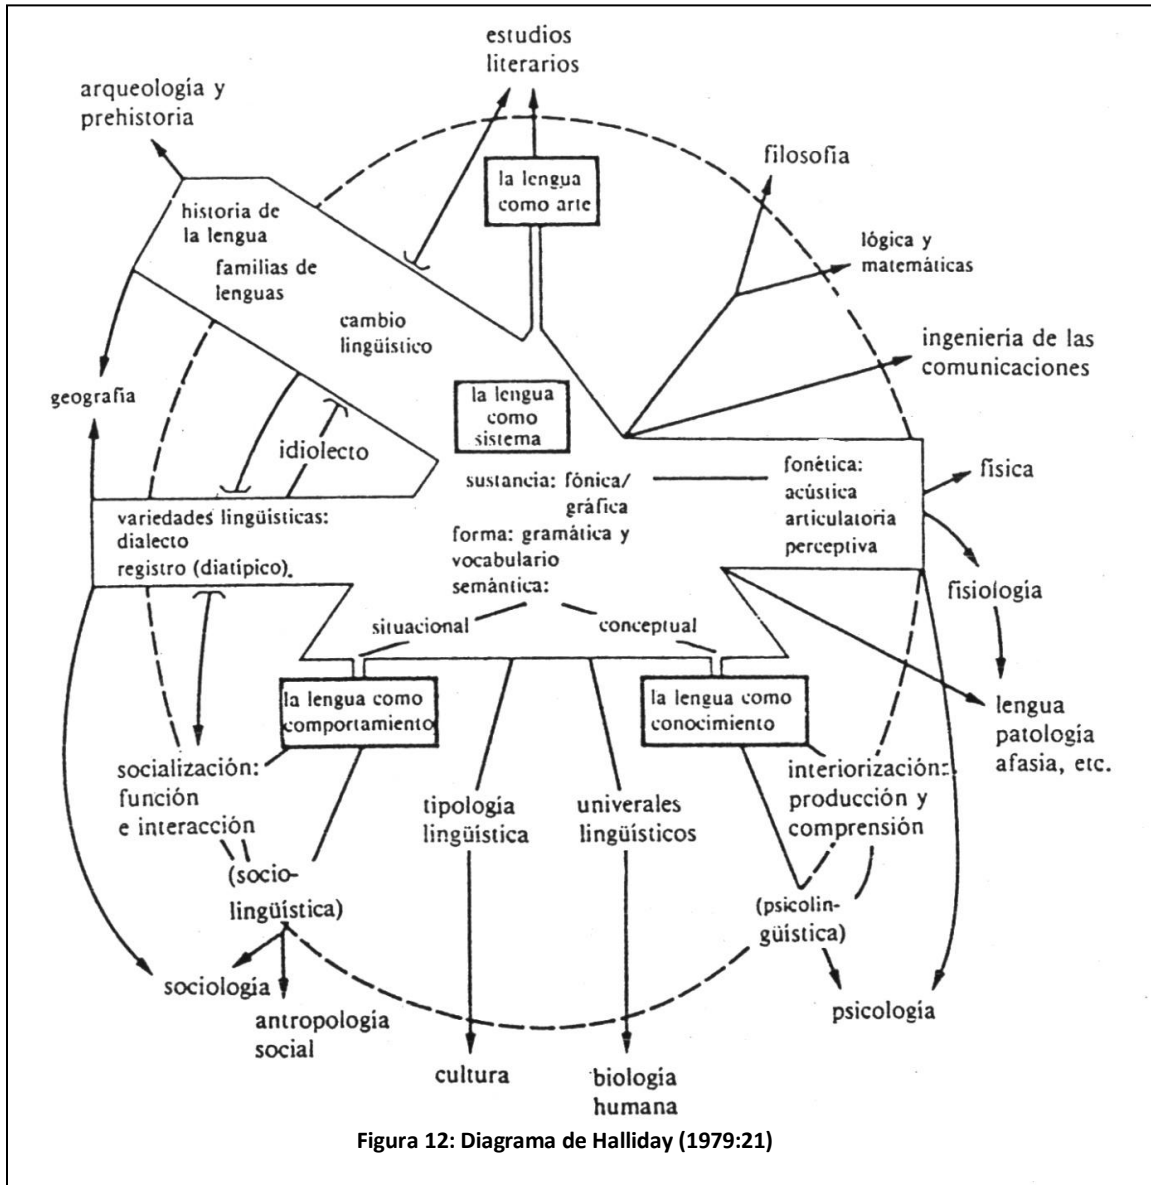 estudios
literarios
arqueología y
prehistoria
la lengua
como arte
filosofía
lógica y
matemáticas
historia de
la lengua
familias de
lenguas
cambio
lingüístico
ingeniería de las
comunicaciones
geografía
idiolecto
la lengua
como
sistema
sustancia: fónica/
gráfica
forma: gramática y
vocabulario
semántica:
situacional
conceptual
fonética:
acústica
articulatoria
perceptiva
física
variedades lingüísticas:
dialecto
registro (diatípico).
fisiología
la lengua como
comportamiento
la lengua como
conocimiento
lengua
patología
afasia, etc.
socialización:
función
e interacción
tipología
lingüística
univerales
lingüísticos
interiorización:
producción y
comprensión
(socio-
lingüística)
(psicolin-
güística)
sociología
antropología
social
psicología
cultura
biología
humana
Figura 12: Diagrama de Halliday (1979:21)